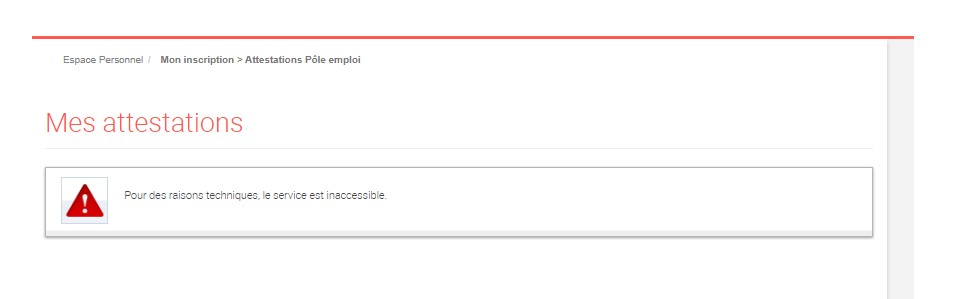 Espace Personnel / Mon inscription > Attestations Pôle emploi
Mes attestations
Pour des raisons techniques, le service est inaccessible.